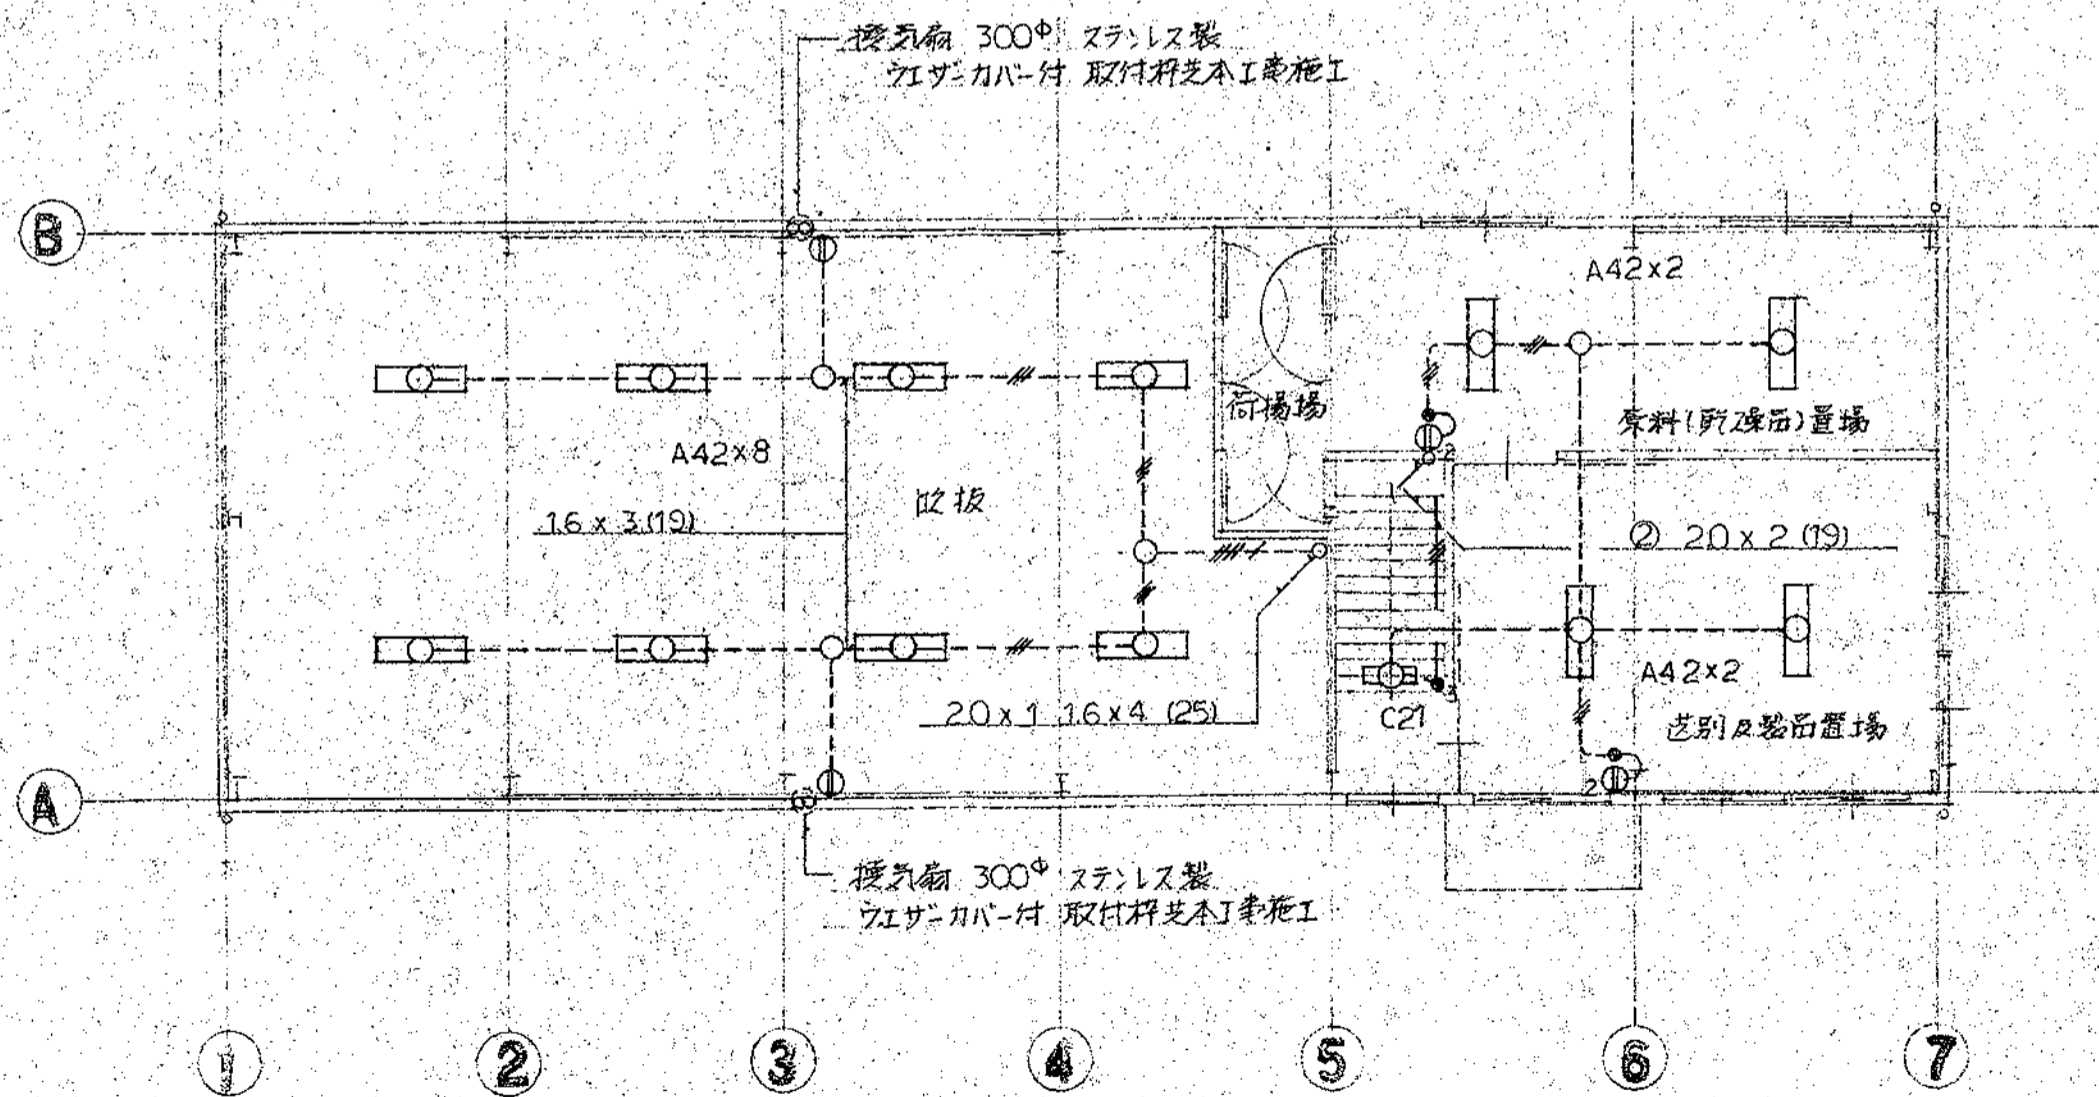 換気扇 300φ ステンレス製
ウエザーカバー付 取付枠共本工事施工
B
A42x2
荷揚場
原料(乾燥品)置場
A42x8
吹抜
1.6 x 3 (19)
2
② 2.0 x 2 (19)
2.0 x 1 1.6 x 4 (25)
3
C21
A42x2
選別及製品置場
2
A
換気扇 300φ ステンレス製
ウエザーカバー付 取付枠共本工事施工
1 2 3 4 5 6 7